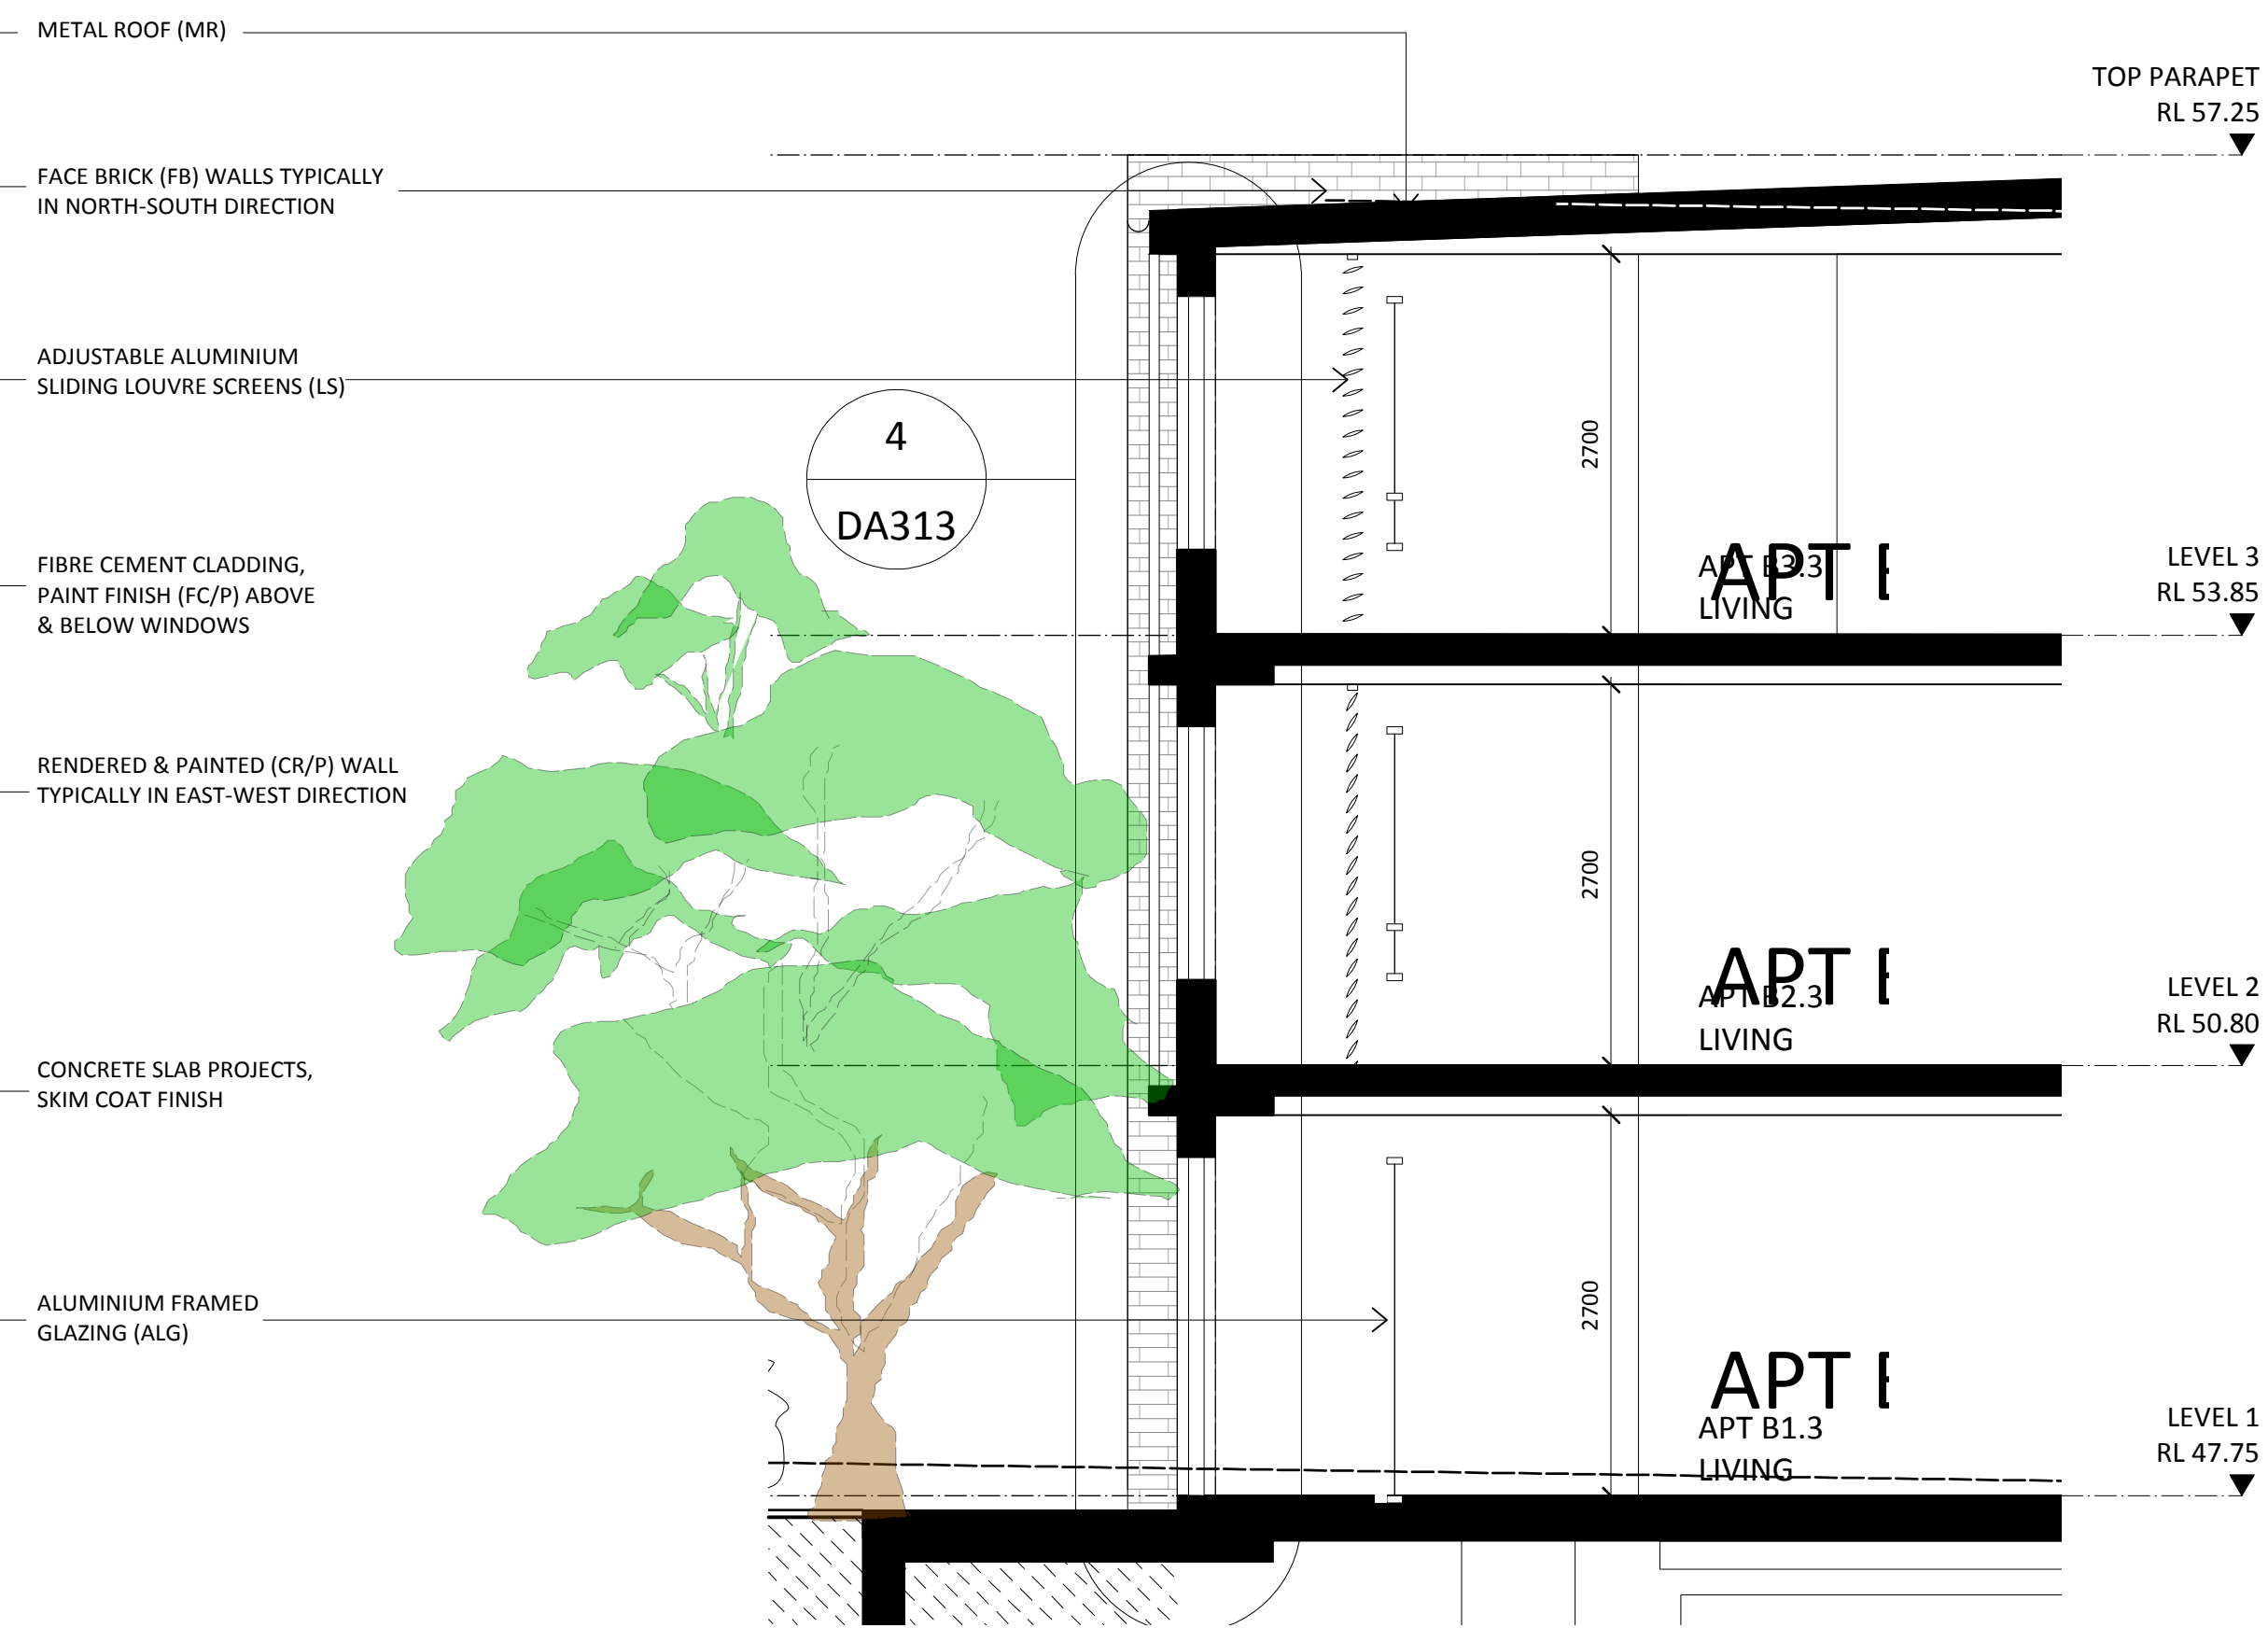 METAL ROOF (MR)
TOP PARAPET
RL 57.25
FACE BRICK (FB) WALLS TYPICALLY
IN NORTH-SOUTH DIRECTION
ADJUSTABLE ALUMINIUM
SLIDING LOUVRE SCREENS (LS)
4
DA313
2700
FIBRE CEMENT CLADDING,
PAINT FINISH (FC/P) ABOVE
& BELOW WINDOWS
APT
APT B3.3
LIVING
LEVEL 3
RL 53.85
RENDERED & PAINTED (CR/P) WALL
TYPICALLY IN EAST-WEST DIRECTION
2700
APT
APT B2.3
LIVING
LEVEL 2
RL 50.80
CONCRETE SLAB PROJECTS,
SKIM COAT FINISH
ALUMINIUM FRAMED
GLAZING (ALG)
2700
APT
APT B1.3
LIVING
LEVEL 1
RL 47.75